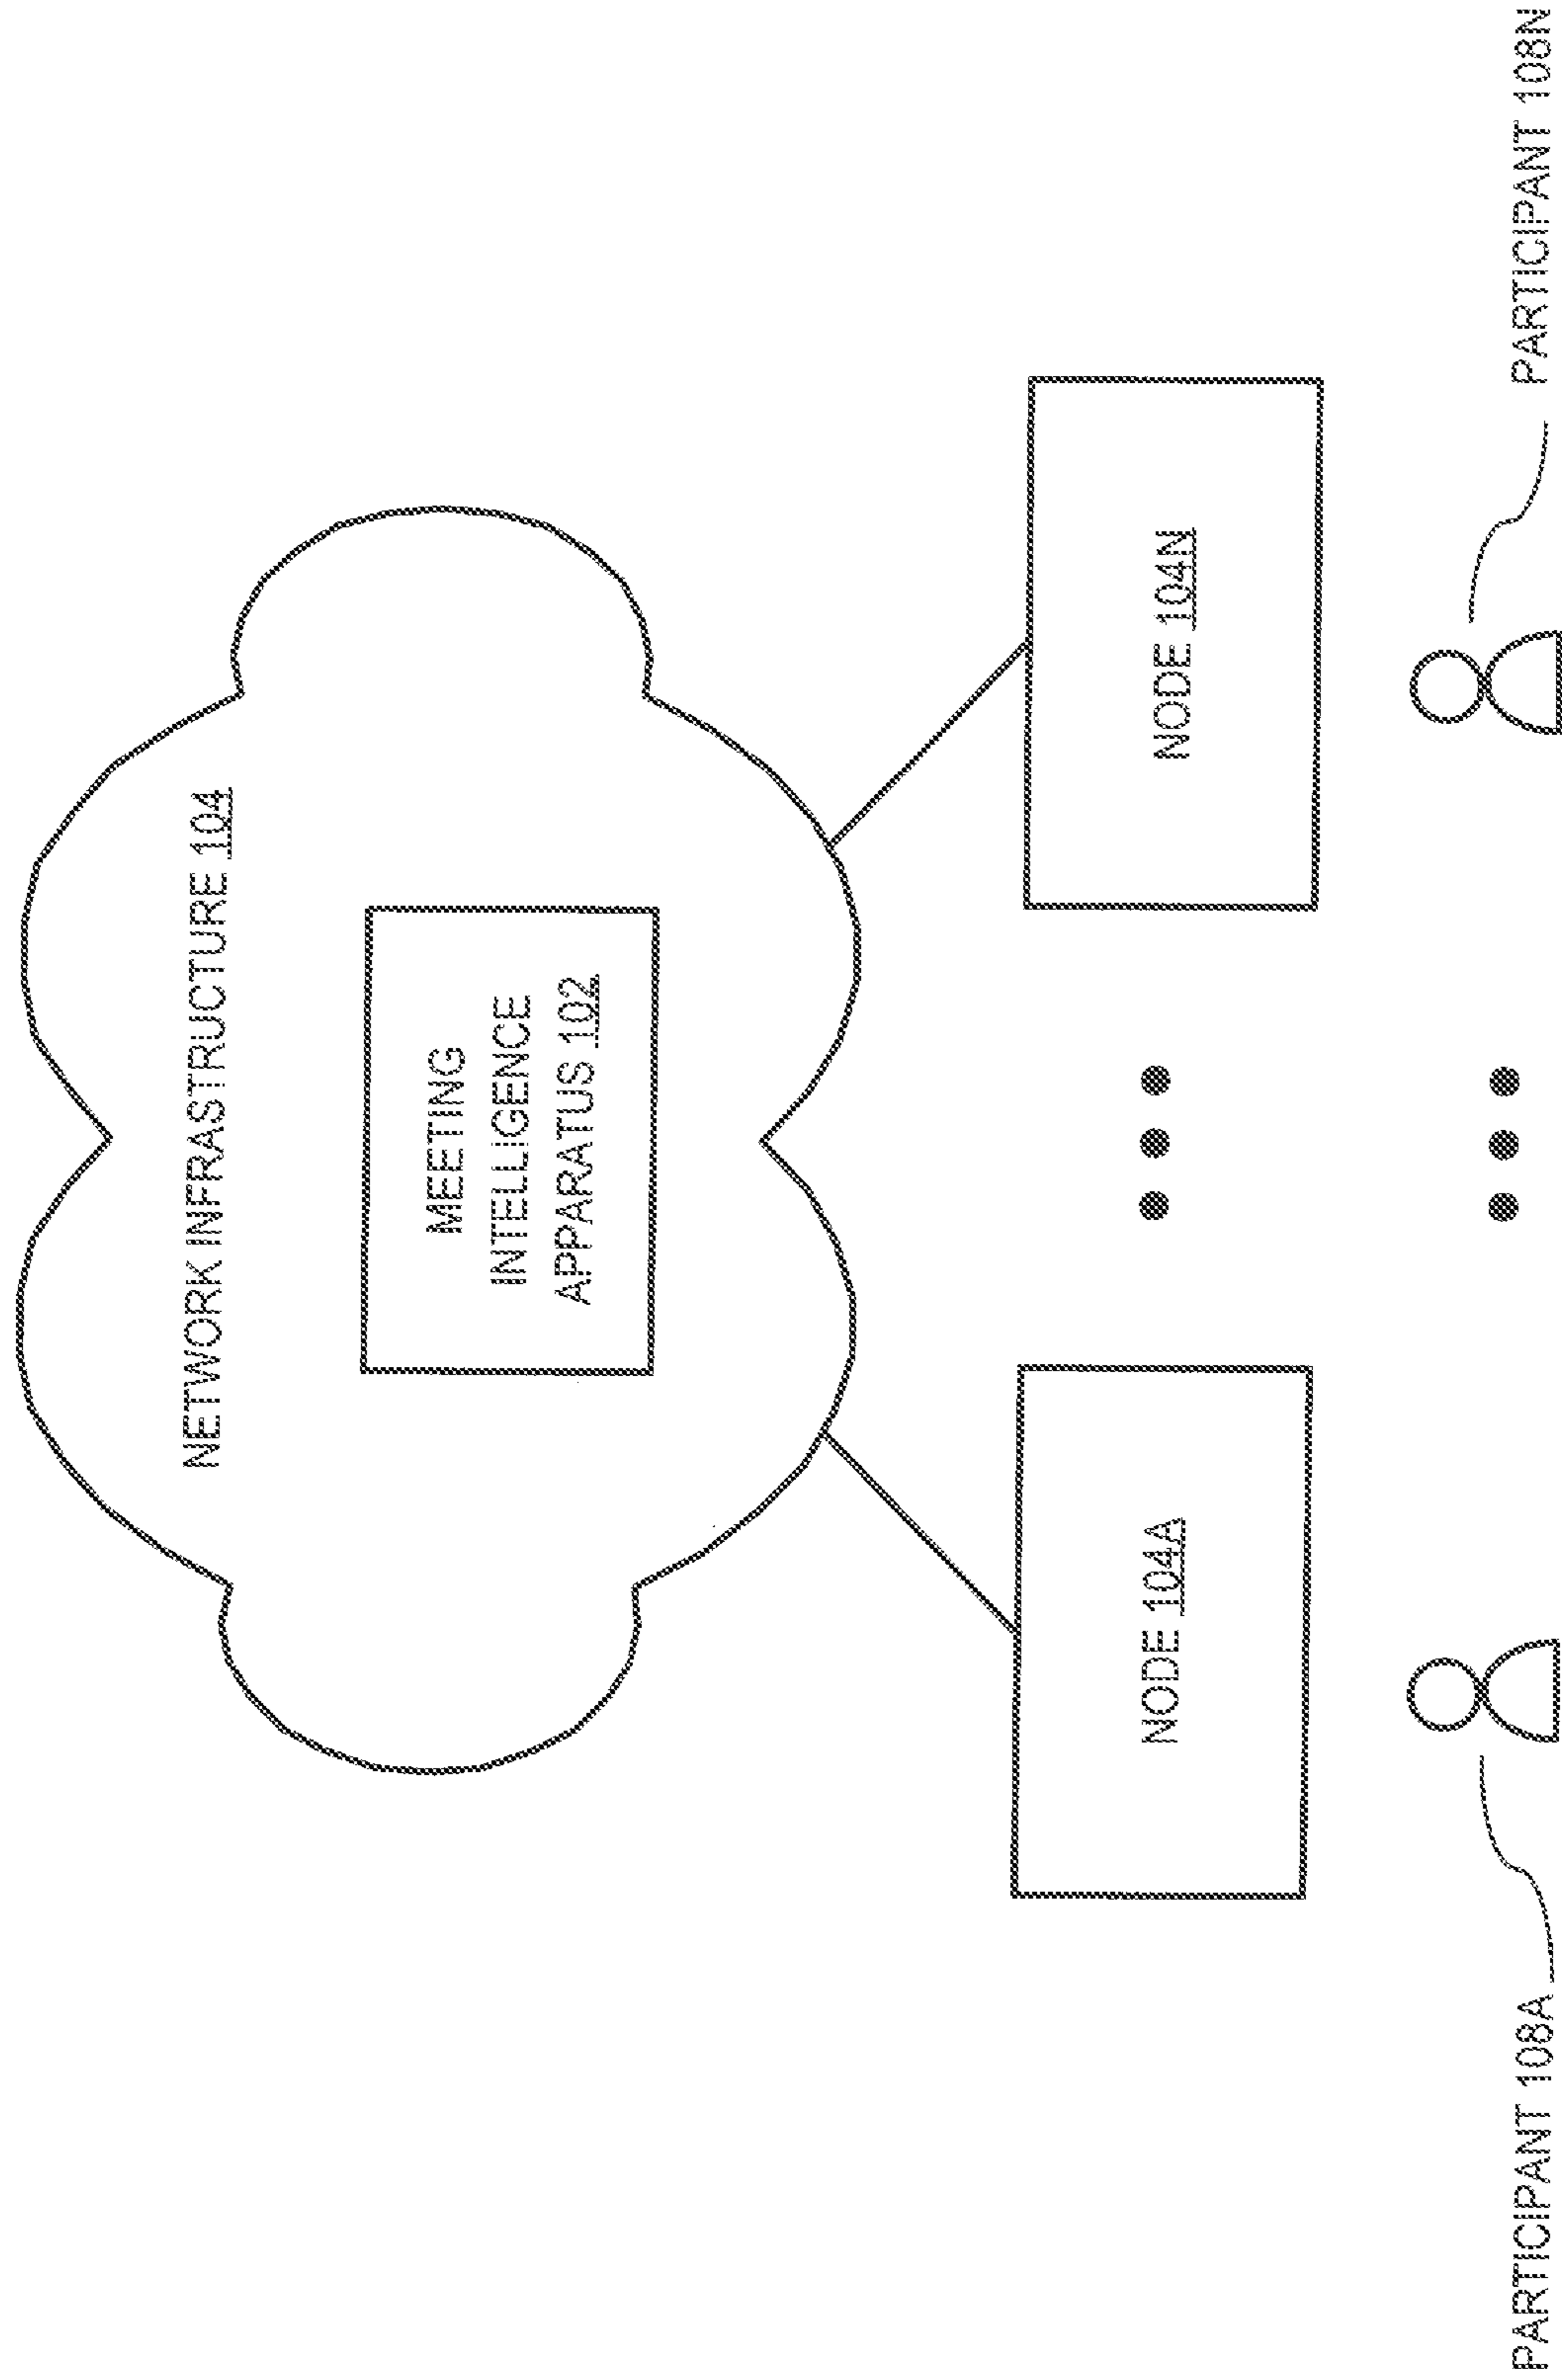 NETWORK INFRASTRUCTURE 104
MEETING
INTELLIGENCE
APPARATUS 102
NODE 104A
NODE 104N
PARTICIPANT 108A
PARTICIPANT 108N